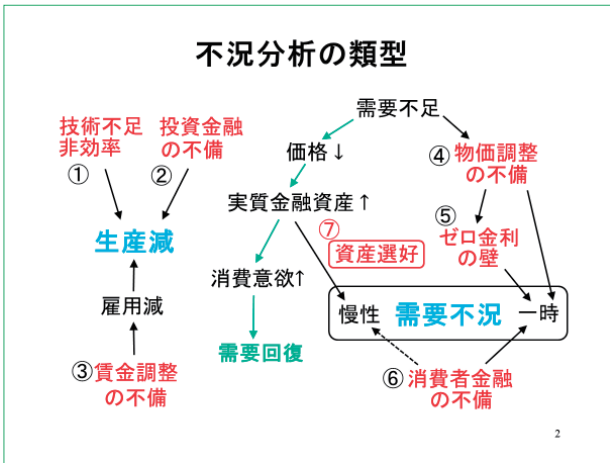 不況分析の類型
技術不足
非効率
①
投資金融
の不備
②
生産減
雇用減
③賃金調整
の不備
需要不足
価格↓
実質金融資産↑
消費意欲↑
需要回復
④物価調整
の不備
⑤ゼロ金利
の壁
⑦
資産選好
慢性 需要不況 一時
⑥消費者金融
の不備
2